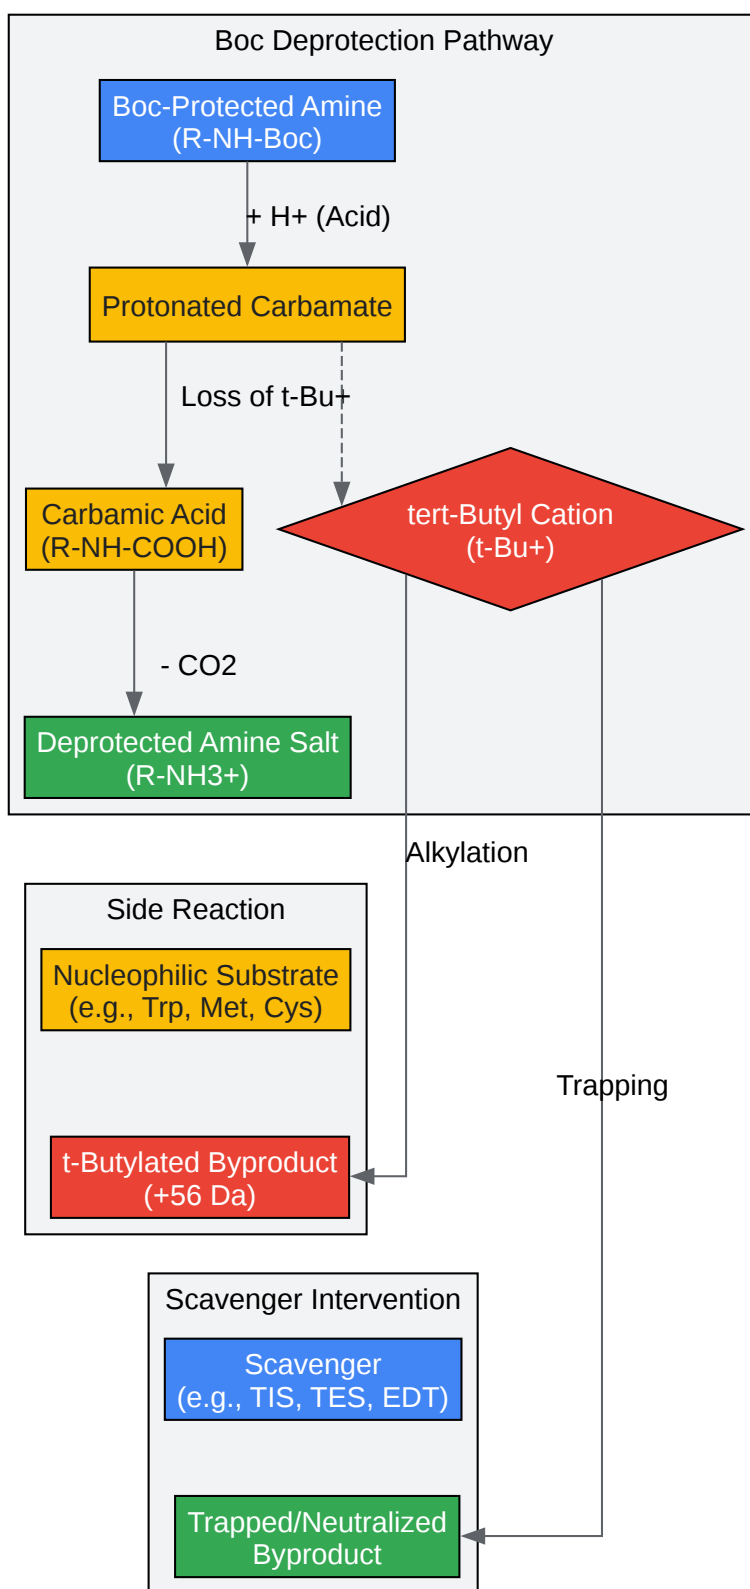 Boc Deprotection Pathway
Boc-Protected Amine
(R-NH-Boc)
+ H+ (Acid)
Protonated Carbamate
Loss of t-Bu+
Carbamic Acid
(R-NH-COOH)
tert-Butyl Cation
(t-Bu+)
- CO2
Deprotected Amine Salt
(R-NH3+)
Alkylation
Side Reaction
Nucleophilic Substrate
(e.g., Trp, Met, Cys)
Trapping
t-Butylated Byproduct
(+56 Da)
Scavenger Intervention
Scavenger
(e.g., TIS, TES, EDT)
Trapped/Neutralized
Byproduct